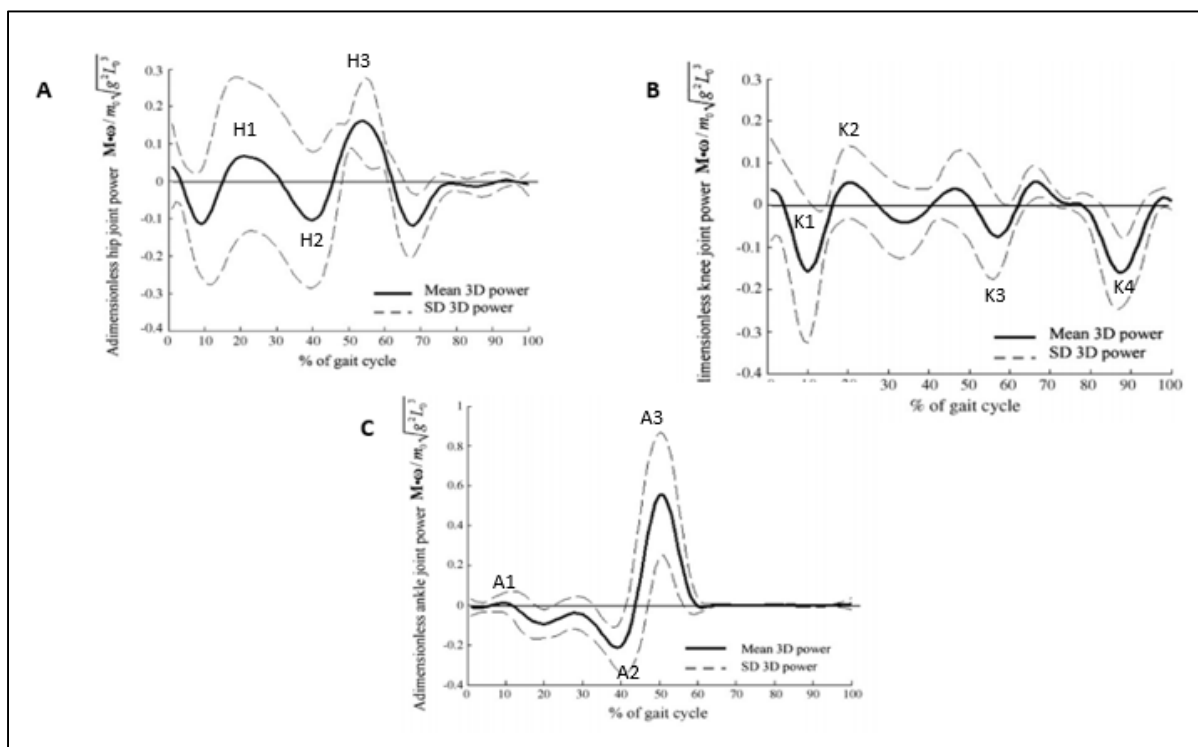 A
Adimensionless hip joint power M•ω/m₀√g²L₀³
0.3
0.2
0.1
0
-0.1
-0.2
-0.3
-0.4
H1
H2
H3
Mean 3D power
SD 3D power
0 10 20 30 40 50 60 70 80 90 100
% of gait cycle
B
dimensionless knee joint power M•ω/m₀√g²L₀³
0.3
0.2
0.1
0
-0.1
-0.2
-0.3
-0.4
K1
K2
K3
K4
Mean 3D power
SD 3D power
0 10 20 30 40 50 60 70 80 90 100
% of gait cycle
C
Adimensionless ankle joint power M•ω/m₀√g²L₀³
1
0.8
0.6
0.4
0.2
0
-0.2
-0.4
A1
A2
A3
Mean 3D power
SD 3D power
0 10 20 30 40 50 60 70 80 90 100
% of gait cycle